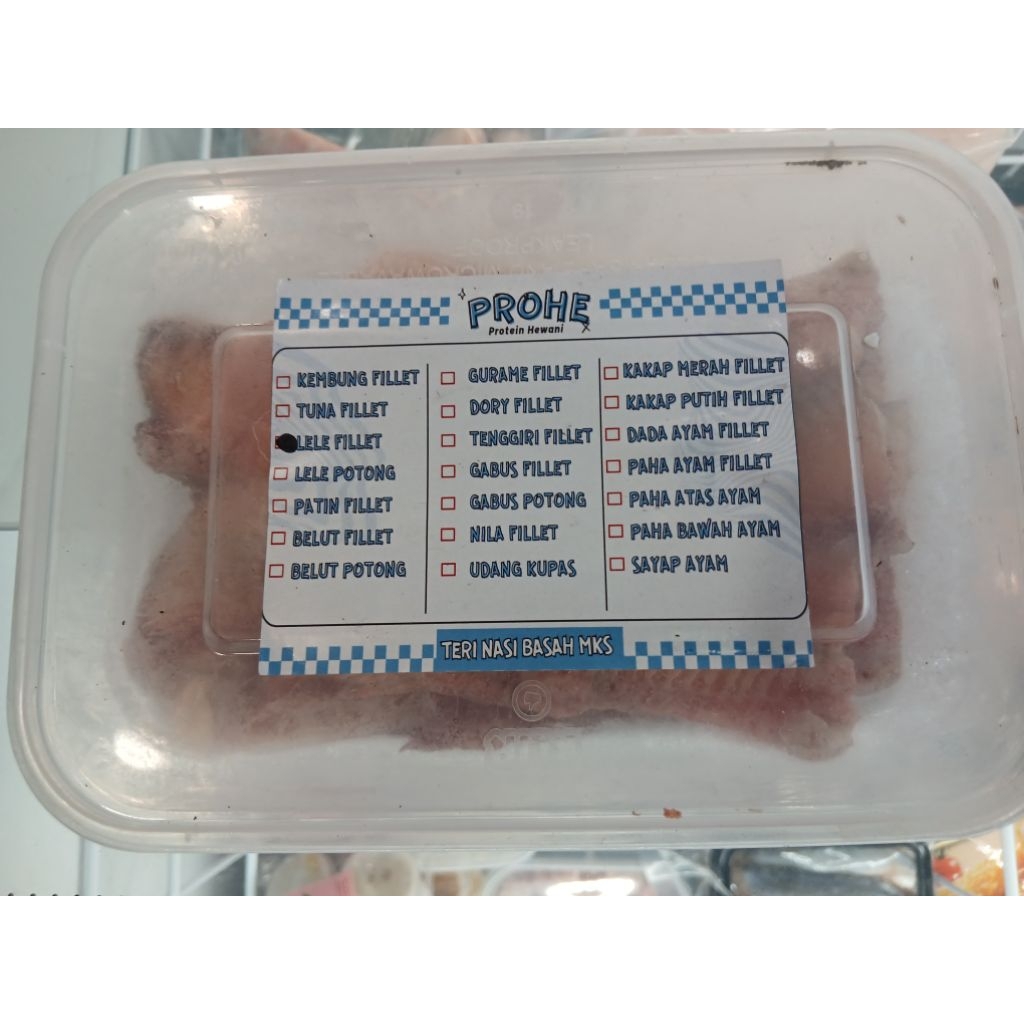 PROHE
Protein Hewani
KEMBUNG FILLET
TUNA FILLET
LELE FILLET
LELE POTONG
PATIN FILLET
BELUT FILLET
BELUT POTONG
GURAME FILLET
DORY FILLET
TENGGIRI FILLET
GABUS FILLET
GABUS POTONG
NILA FILLET
UDANG KUPAS
KAKAP MERAH FILLET
KAKAP PUTIH FILLET
DADA AYAM FILLET
PAHA AYAM FILLET
PAHA ATAS AYAM
PAHA BAWAH AYAM
SAYAP AYAM
TERI NASI BASAH MKS
LEAKPROOF